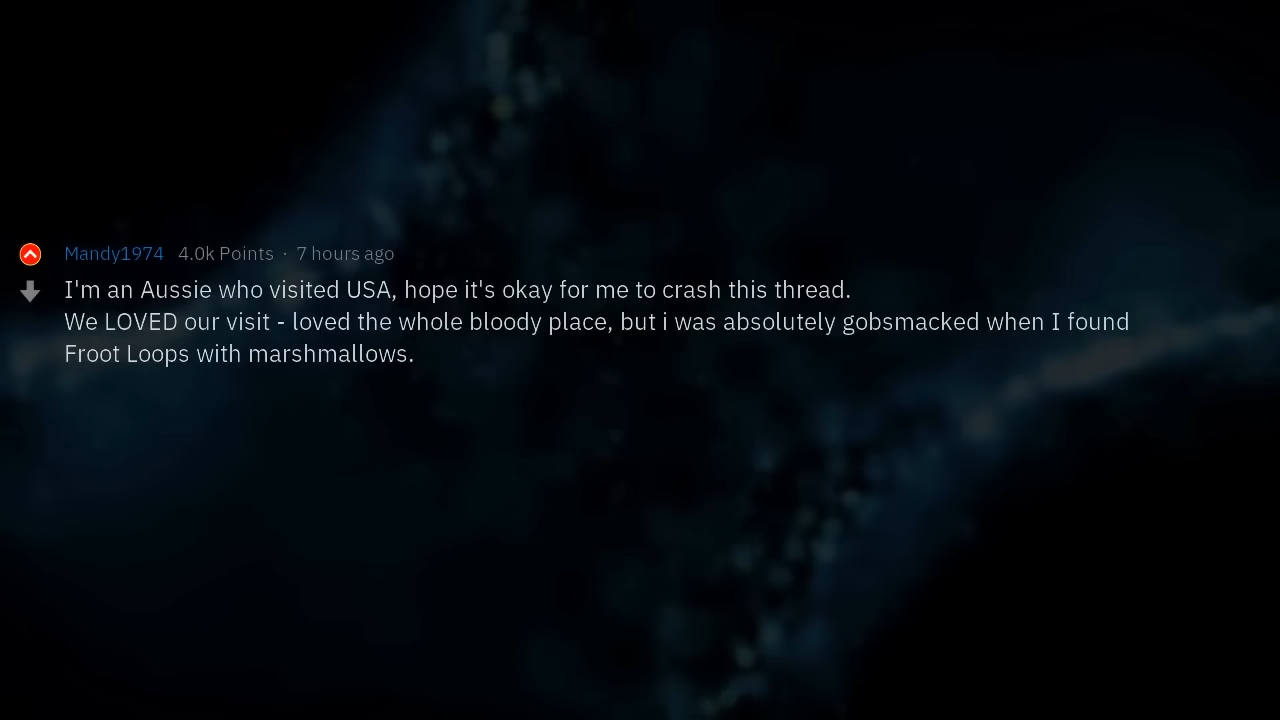 Mandy1974 4.0k Points · 7 hours ago
I'm an Aussie who visited USA, hope it's okay for me to crash this thread.
We LOVED our visit - loved the whole bloody place, but i was absolutely gobsmacked when I found
Froot Loops with marshmallows.